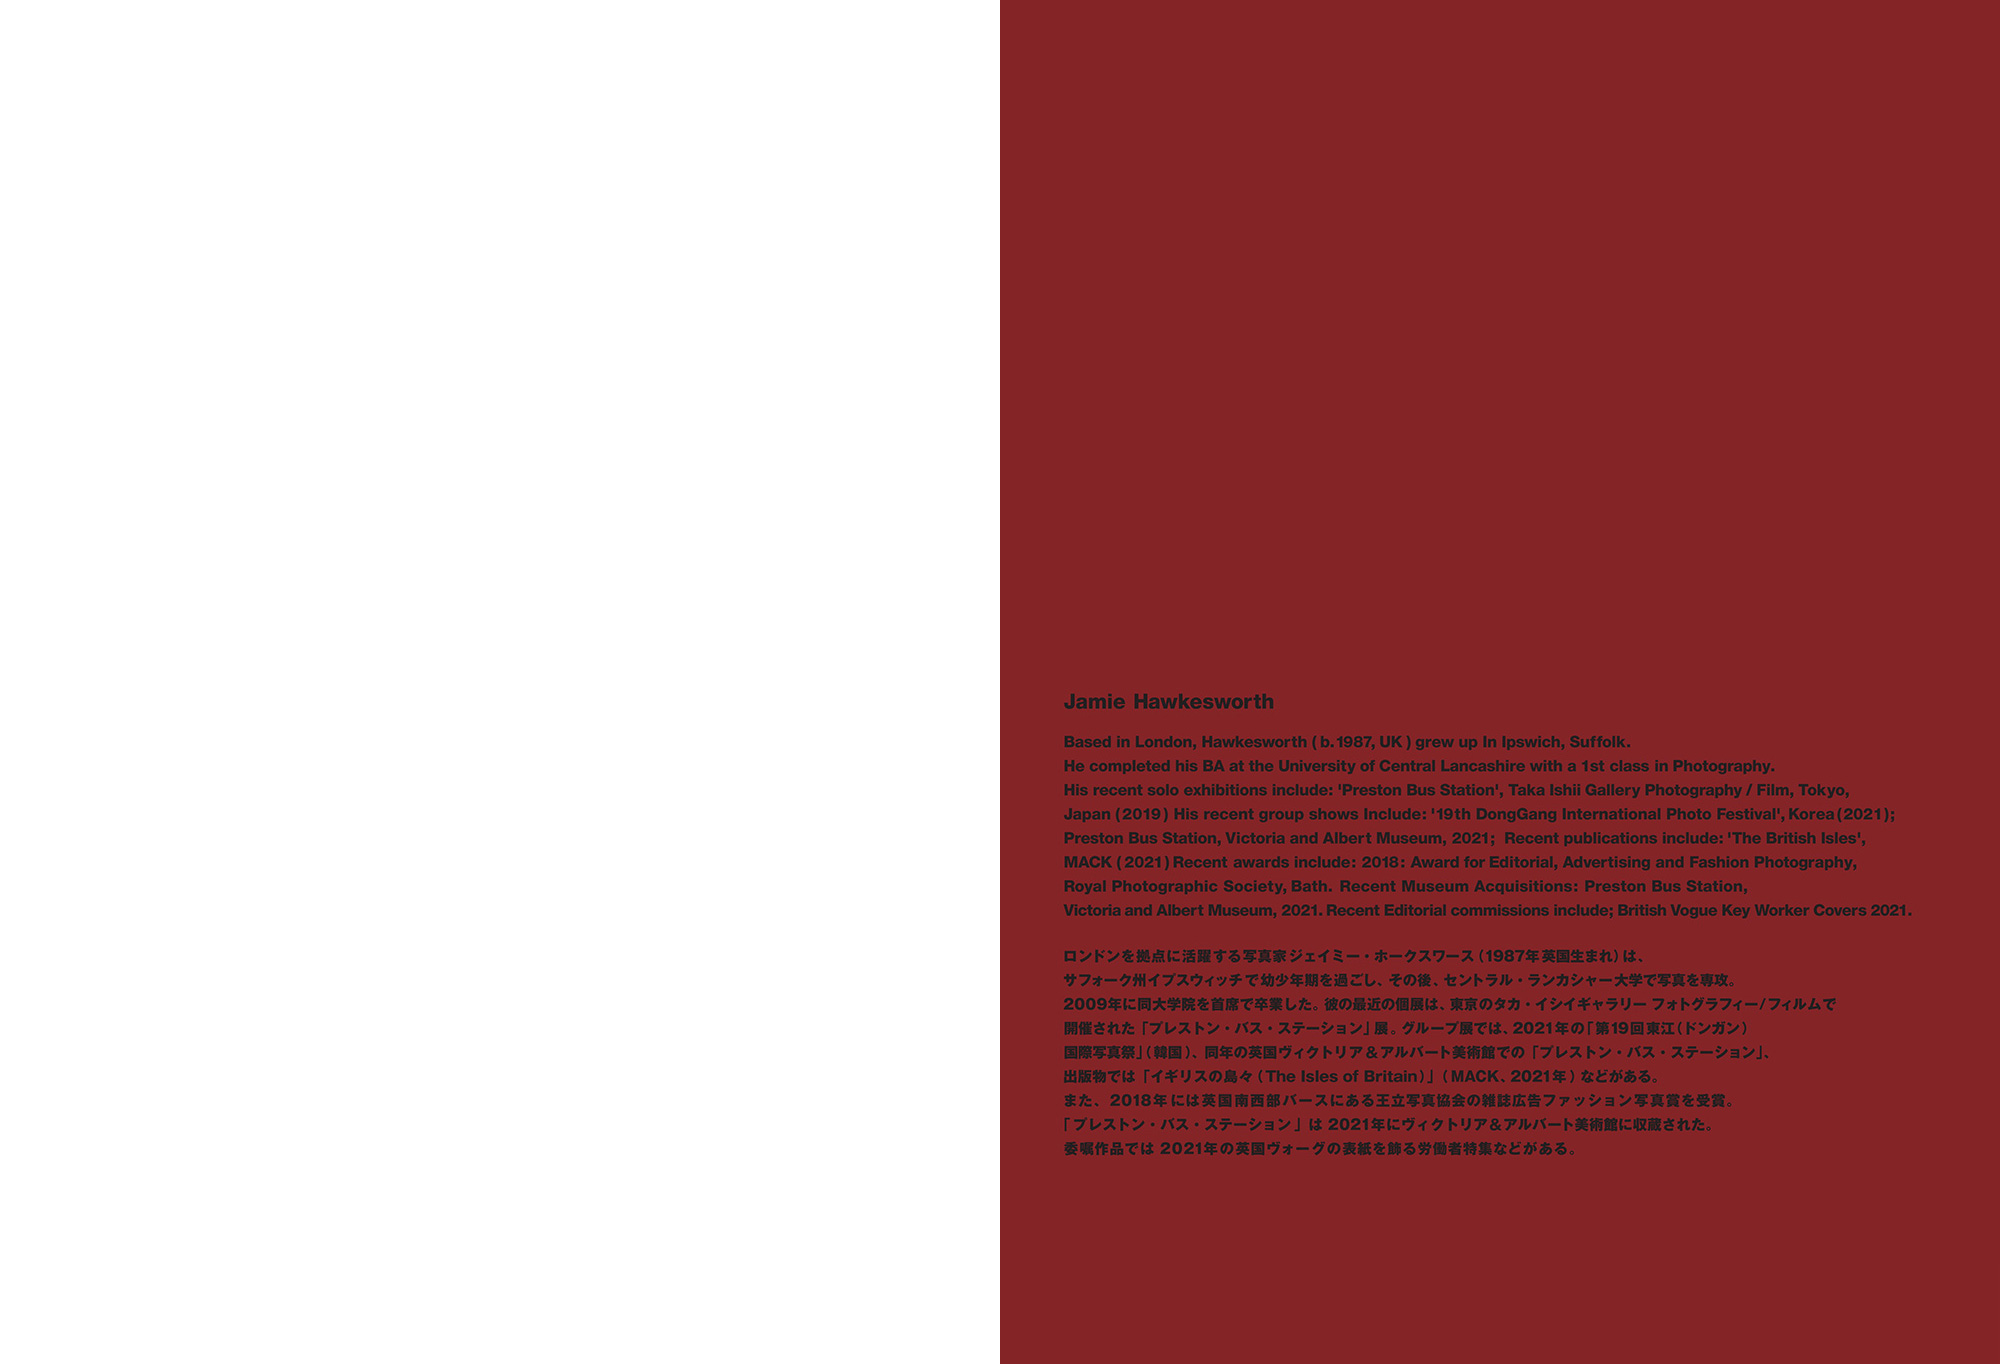 Jamie Hawkesworth
Based in London, Hawkesworth ( b. 1987, UK ) grew up In Ipswich, Suffolk.
He completed his BA at the University of Central Lancashire with a 1st class in Photography.
His recent solo exhibitions include: 'Preston Bus Station', Taka Ishii Gallery Photography / Film, Tokyo,
Japan (2019) His recent group shows Include: '19th DongGang International Photo Festival', Korea (2021);
Preston Bus Station, Victoria and Albert Museum, 2021; Recent publications include: 'The British Isles',
MACK ( 2021) Recent awards include: 2018: Award for Editorial, Advertising and Fashion Photography,
Royal Photographic Society, Bath. Recent Museum Acquisitions: Preston Bus Station,
Victoria and Albert Museum, 2021. Recent Editorial commissions include; British Vogue Key Worker Covers 2021.
ロンドンを拠点に活躍する写真家ジェイミー・ホークスワース（1987年英国生まれ）は、
サフォーク州イプスウィッチで幼少年期を過ごし、その後、セントラル・ランカシャー大学で写真を専攻。
2009年に同大学院を首席で卒業した。彼の最近の個展は、東京のタカ・イシイギャラリー フォトグラフィー/フィルムで
開催された「プレストン・バス・ステーション」展。グループ展では、2021年の「第19回東江（ドンガン）
国際写真祭」（韓国）、同年の英国ヴィクトリア＆アルバート美術館での「プレストン・バス・ステーション」、
出版物では「イギリスの島々（The Isles of Britain）」（MACK、2021年）などがある。
また、2018年には英国南西部バースにある王立写真協会の雑誌広告ファッション写真賞を受賞。
「プレストン・バス・ステーション」は 2021年にヴィクトリア＆アルバート美術館に収蔵された。
委嘱作品では 2021年の英国ヴォーグの表紙を飾る労働者特集などがある。